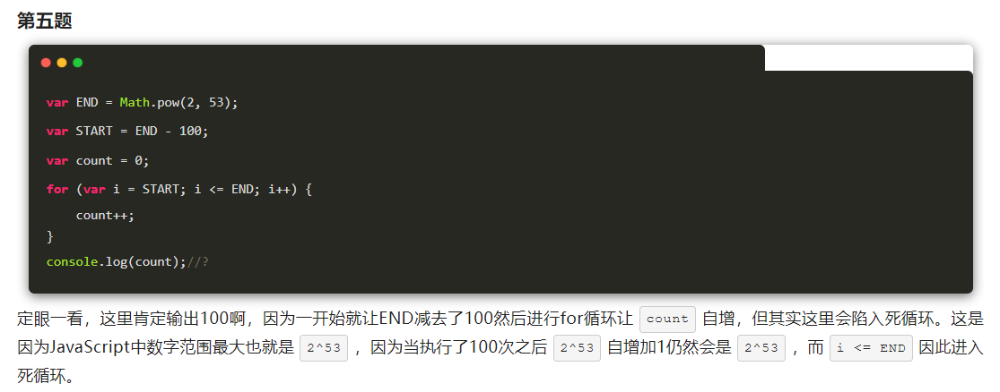 第五题
var END = Math.pow(2, 53);
var START = END - 100;
var count = 0;
for (var i = START; i <= END; i++) {
    count++;
}
console.log(count);//?
定眼一看，这里肯定输出100啊，因为一开始就让END减去了100然后进行for循环让 count 自增，但其实这里会陷入死循环。这是
因为JavaScript中数字范围最大也就是 2^53 ，因为当执行了100次之后 2^53 自增加1仍然会是 2^53 ，而 i <= END 因此进入
死循环。